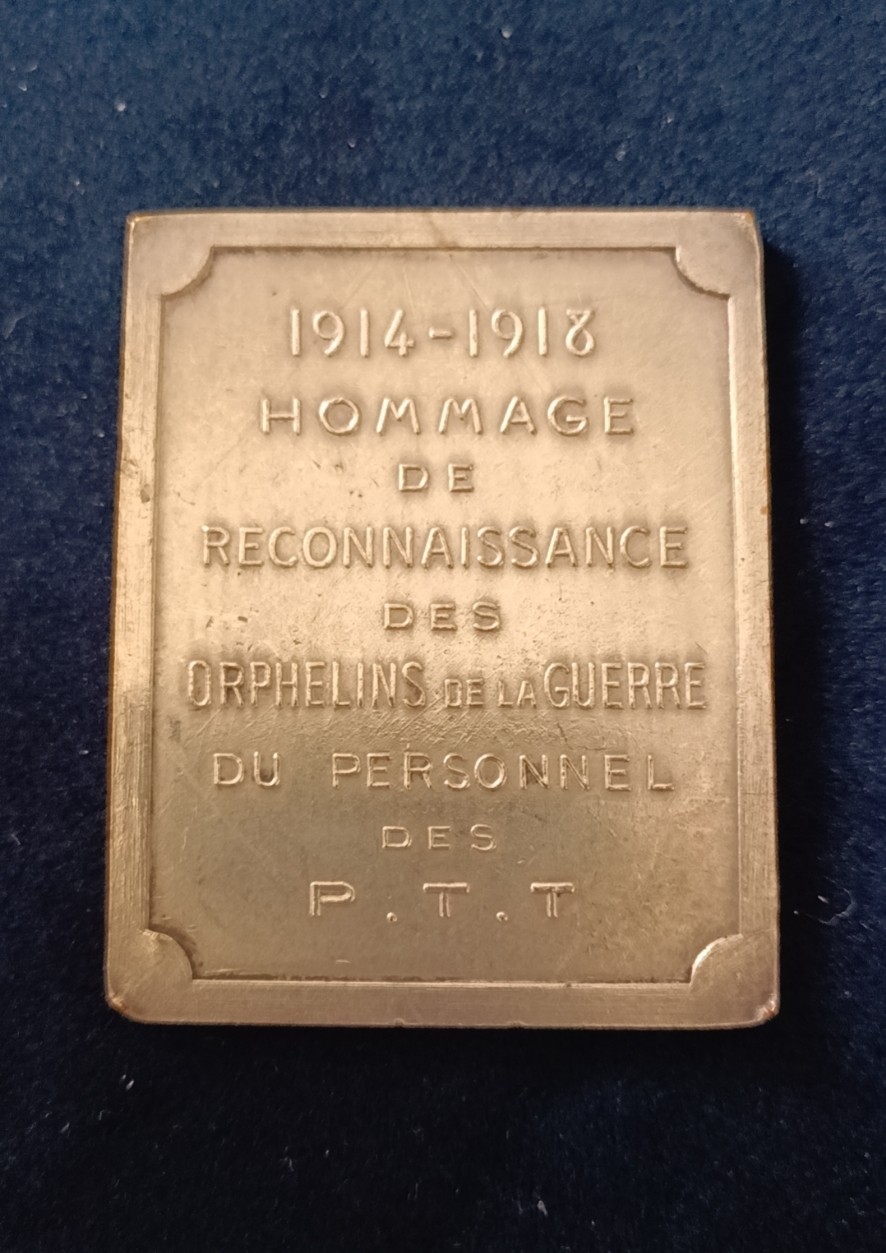 1914-1918
HOMMAGE
DE
RECONNAISSANCE
DES
ORPHELINS DE LA GUERRE
DU PERSONNEL
DES
P.T.T